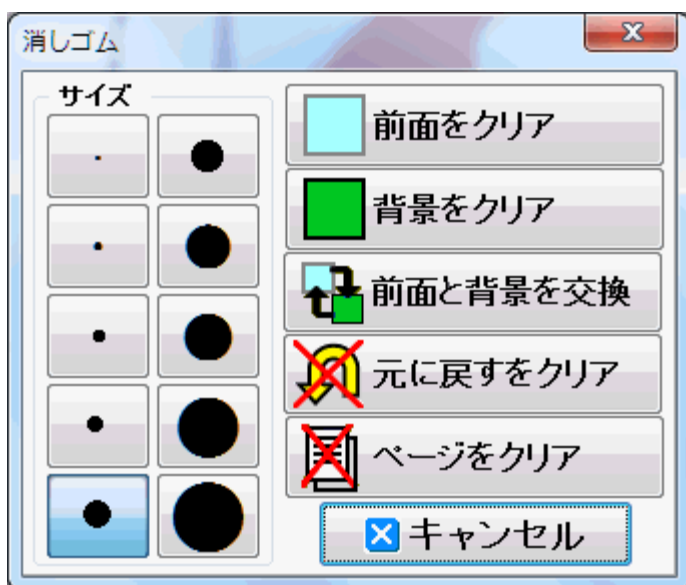 消しゴム
サイズ
前面をクリア
背景をクリア
前面と背景を交換
元に戻すをクリア
ページをクリア
キャンセル